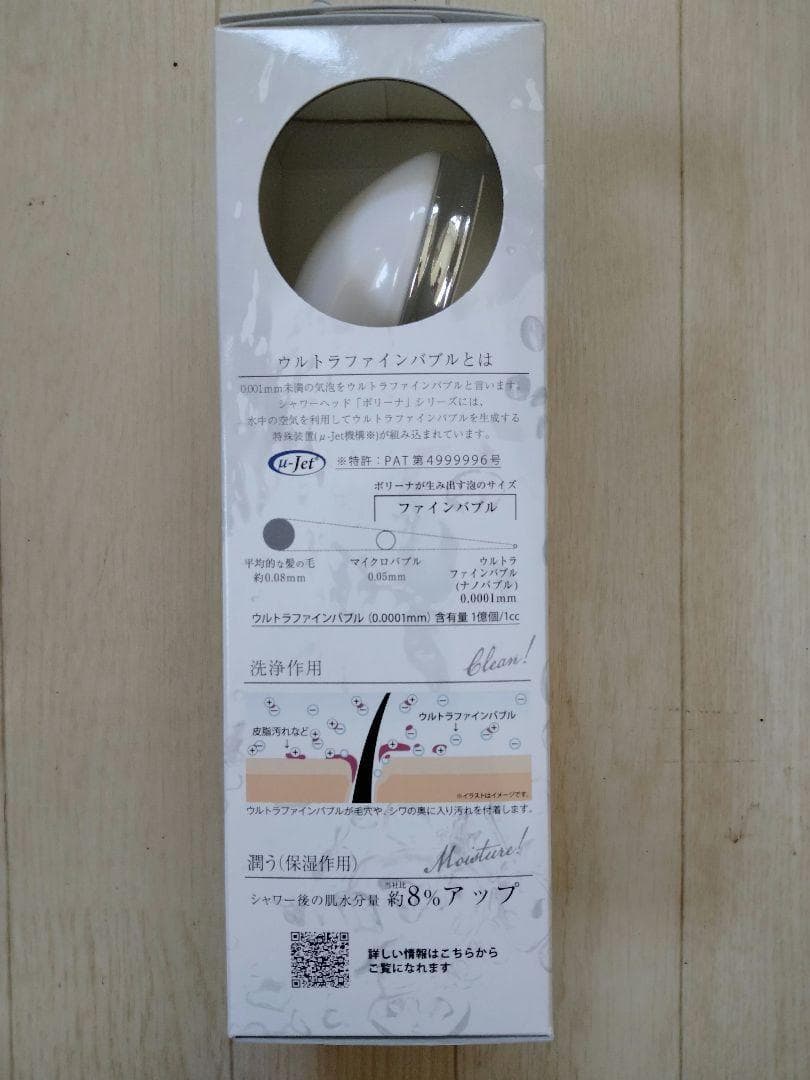 ウルトラファインバブルとは
0.001mm未満の気泡をウルトラファインバブルと言います。
シャワーヘッド「ボリーナ」シリーズには、
水中の空気を利用してウルトラファインバブルを生成する
特殊装置(μ-Jet機構※)が組み込まれています。
μ-Jet® ※特許：PAT 第4999996号
ボリーナが生み出す泡のサイズ
ファインバブル
平均的な髪の毛
約0.08mm
マイクロバブル
0.05mm
ウルトラ
ファインバブル
(ナノバブル)
0.0001mm
ウルトラファインバブル（0.0001mm）含有量 1億個/1cc
洗浄作用 Clean!
ウルトラファインバブル
皮脂汚れなど
※イラストはイメージです。
ウルトラファインバブルが毛穴や、シワの奥に入り汚れを付着します。
潤う（保湿作用） Moisture!
当社比
シャワー後の肌水分量 約8%アップ
詳しい情報はこちらから
ご覧になれます